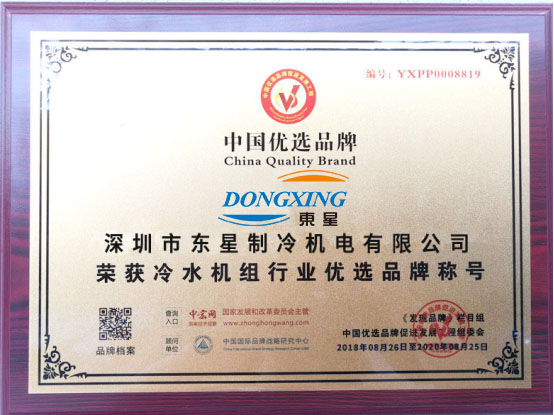 编号：YXPP0008819
中国优选品牌
China Quality Brand
DONGXING
東星
深圳市东星制冷机电有限公司
荣获冷水机组行业优选品牌称号
品牌档案
查询
入口
中宏网
国家发展和改革委员会主管
www.zhonghongwang.com
顾问
单位
中国国际品牌战略研究中心
《发现品牌》栏目组
中国优选品牌促进发展工程组委会
2018年08月26日至2020年08月25日